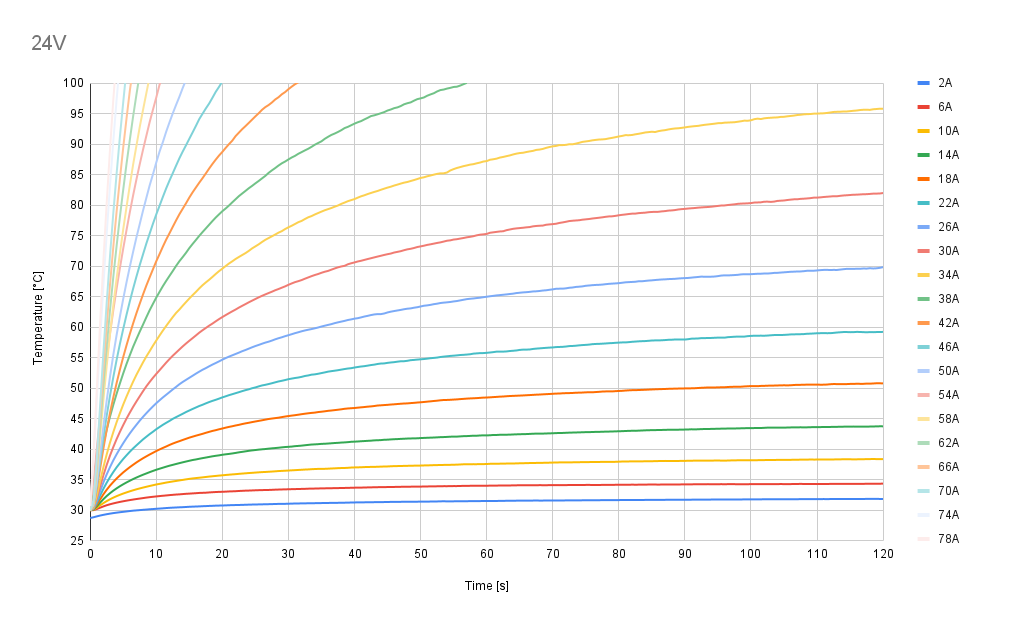 24V
100
95
90
85
80
75
70
65
60
55
50
45
40
35
30
25
Temperature [°C]
0 10 20 30 40 50 60 70 80 90 100 110 120
Time [s]
2A
6A
10A
14A
18A
22A
26A
30A
34A
38A
42A
46A
50A
54A
58A
62A
66A
70A
74A
78A